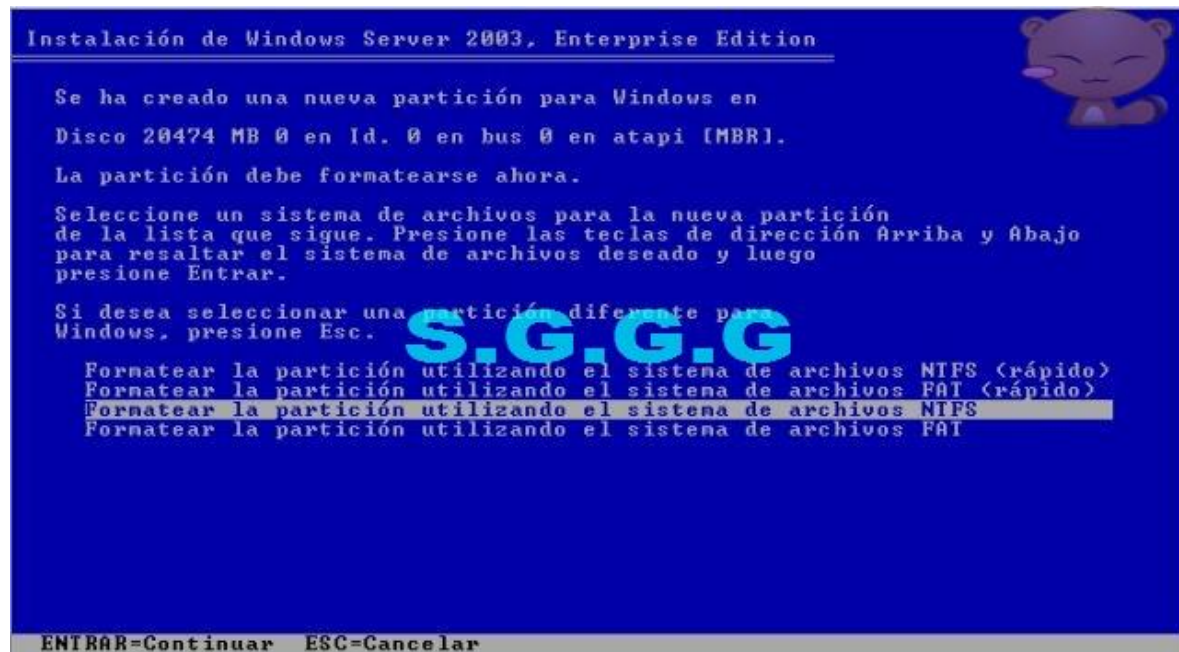 Instalación de Windows Server 2003, Enterprise Edition
Se ha creado una nueva partición para Windows en
Disco 20474 MB 0 en Id. 0 en bus 0 en atapi [MBR].
La partición debe formatearse ahora.
Seleccione un sistema de archivos para la nueva partición
de la lista que sigue. Presione las teclas de dirección Arriba y Abajo
para resaltar el sistema de archivos deseado y luego
presione Entrar.
Si desea seleccionar una partición diferente para
Windows, presione Esc.
S.G.G.G
Formatear la partición utilizando el sistema de archivos NTFS (rápido)
Formatear la partición utilizando el sistema de archivos FAT (rápido)
Formatear la partición utilizando el sistema de archivos NTFS
Formatear la partición utilizando el sistema de archivos FAT
ENTRAR=Continuar ESC=Cancelar